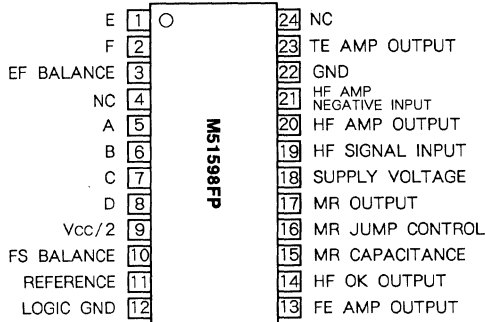 E 1 24 NC
F 2 23 TE AMP OUTPUT
EF BALANCE 3 22 GND
NC 4 21 HF AMP NEGATIVE INPUT
A 5 20 HF AMP OUTPUT
B 6 19 HF SIGNAL INPUT
C 7 18 SUPPLY VOLTAGE
D 8 17 MR OUTPUT
Vcc/2 9 16 MR JUMP CONTROL
FS BALANCE 10 15 MR CAPACITANCE
REFERENCE 11 14 HF OK OUTPUT
LOGIC GND 12 13 FE AMP OUTPUT
M51598FP